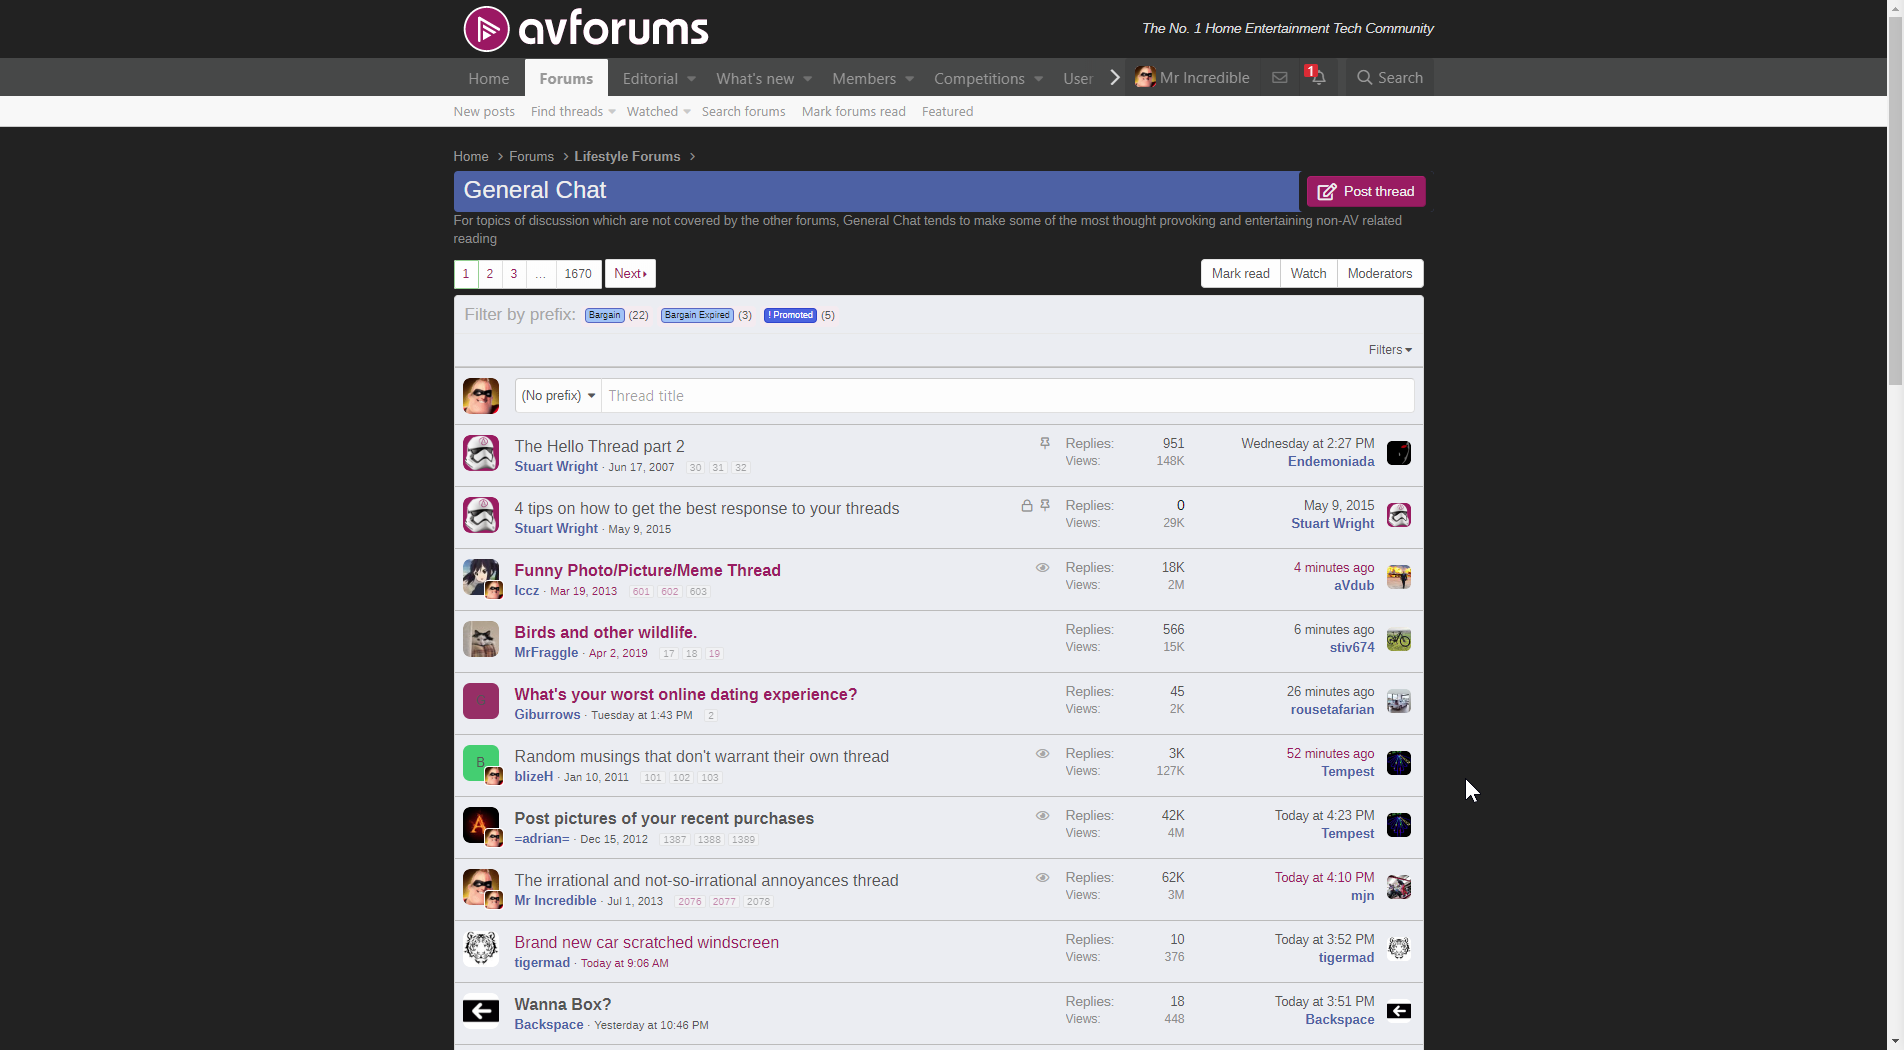 avforums
The No. 1 Home Entertainment Tech Community
Home Forums Editorial What's new Members Competitions User Mr Incredible 1 Search
New posts Find threads Watched Search forums Mark forums read Featured
Home > Forums > Lifestyle Forums >
General Chat
Post thread
For topics of discussion which are not covered by the other forums, General Chat tends to make some of the most thought provoking and entertaining non-AV related
reading
1 2 3 ... 1670 Next
Mark read Watch Moderators
Filter by prefix: Bargain (22) Bargain Expired (3) ! Promoted (5)
Filters
(No prefix) Thread title
The Hello Thread part 2 Replies: 951 Wednesday at 2:27 PM
Stuart Wright · Jun 17, 2007 30 31 32 Views: 148K Endemoniada
4 tips on how to get the best response to your threads Replies: 0 May 9, 2015
Stuart Wright · May 9, 2015 Views: 29K Stuart Wright
Funny Photo/Picture/Meme Thread Replies: 18K 4 minutes ago
Iccz · Mar 19, 2013 601 602 603 Views: 2M aVdub
Birds and other wildlife. Replies: 566 6 minutes ago
MrFraggle · Apr 2, 2019 17 18 19 Views: 15K stiv674
What's your worst online dating experience? Replies: 45 26 minutes ago
Giburrows · Tuesday at 1:43 PM 2 Views: 2K rousetafarian
B Random musings that don't warrant their own thread Replies: 3K 52 minutes ago
blizeH · Jan 10, 2011 101 102 103 Views: 127K Tempest
A Post pictures of your recent purchases Replies: 42K Today at 4:23 PM
=adrian= · Dec 15, 2012 1387 1388 1389 Views: 4M Tempest
The irrational and not-so-irrational annoyances thread Replies: 62K Today at 4:10 PM
Mr Incredible · Jul 1, 2013 2076 2077 2078 Views: 3M mjn
Brand new car scratched windscreen Replies: 10 Today at 3:52 PM
tigermad · Today at 9:06 AM Views: 376 tigermad
Wanna Box? Replies: 18 Today at 3:51 PM
Backspace · Yesterday at 10:46 PM Views: 448 Backspace